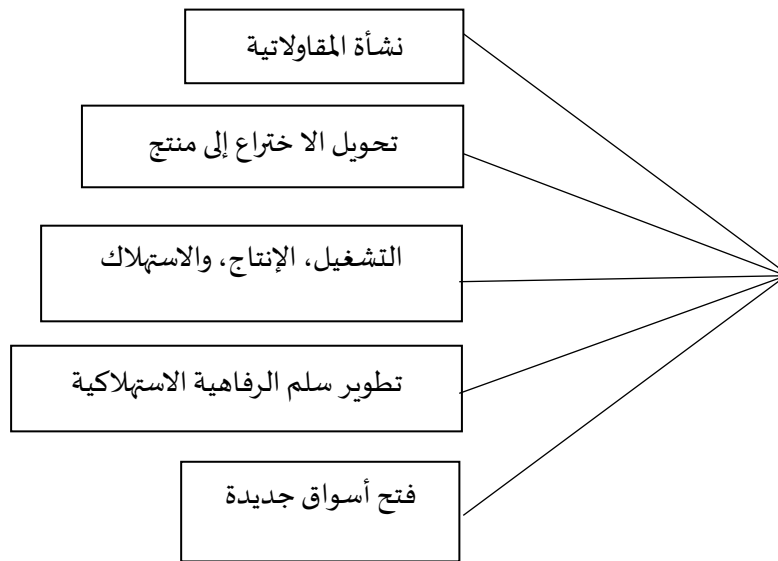 نشأة المقاولاتية
تحويل الا ختراع إلى منتج
التشغيل، الإنتاج، والاستهلاك
تطوير سلم الرفاهية الاستهلاكية
فتح أسواق جديدة